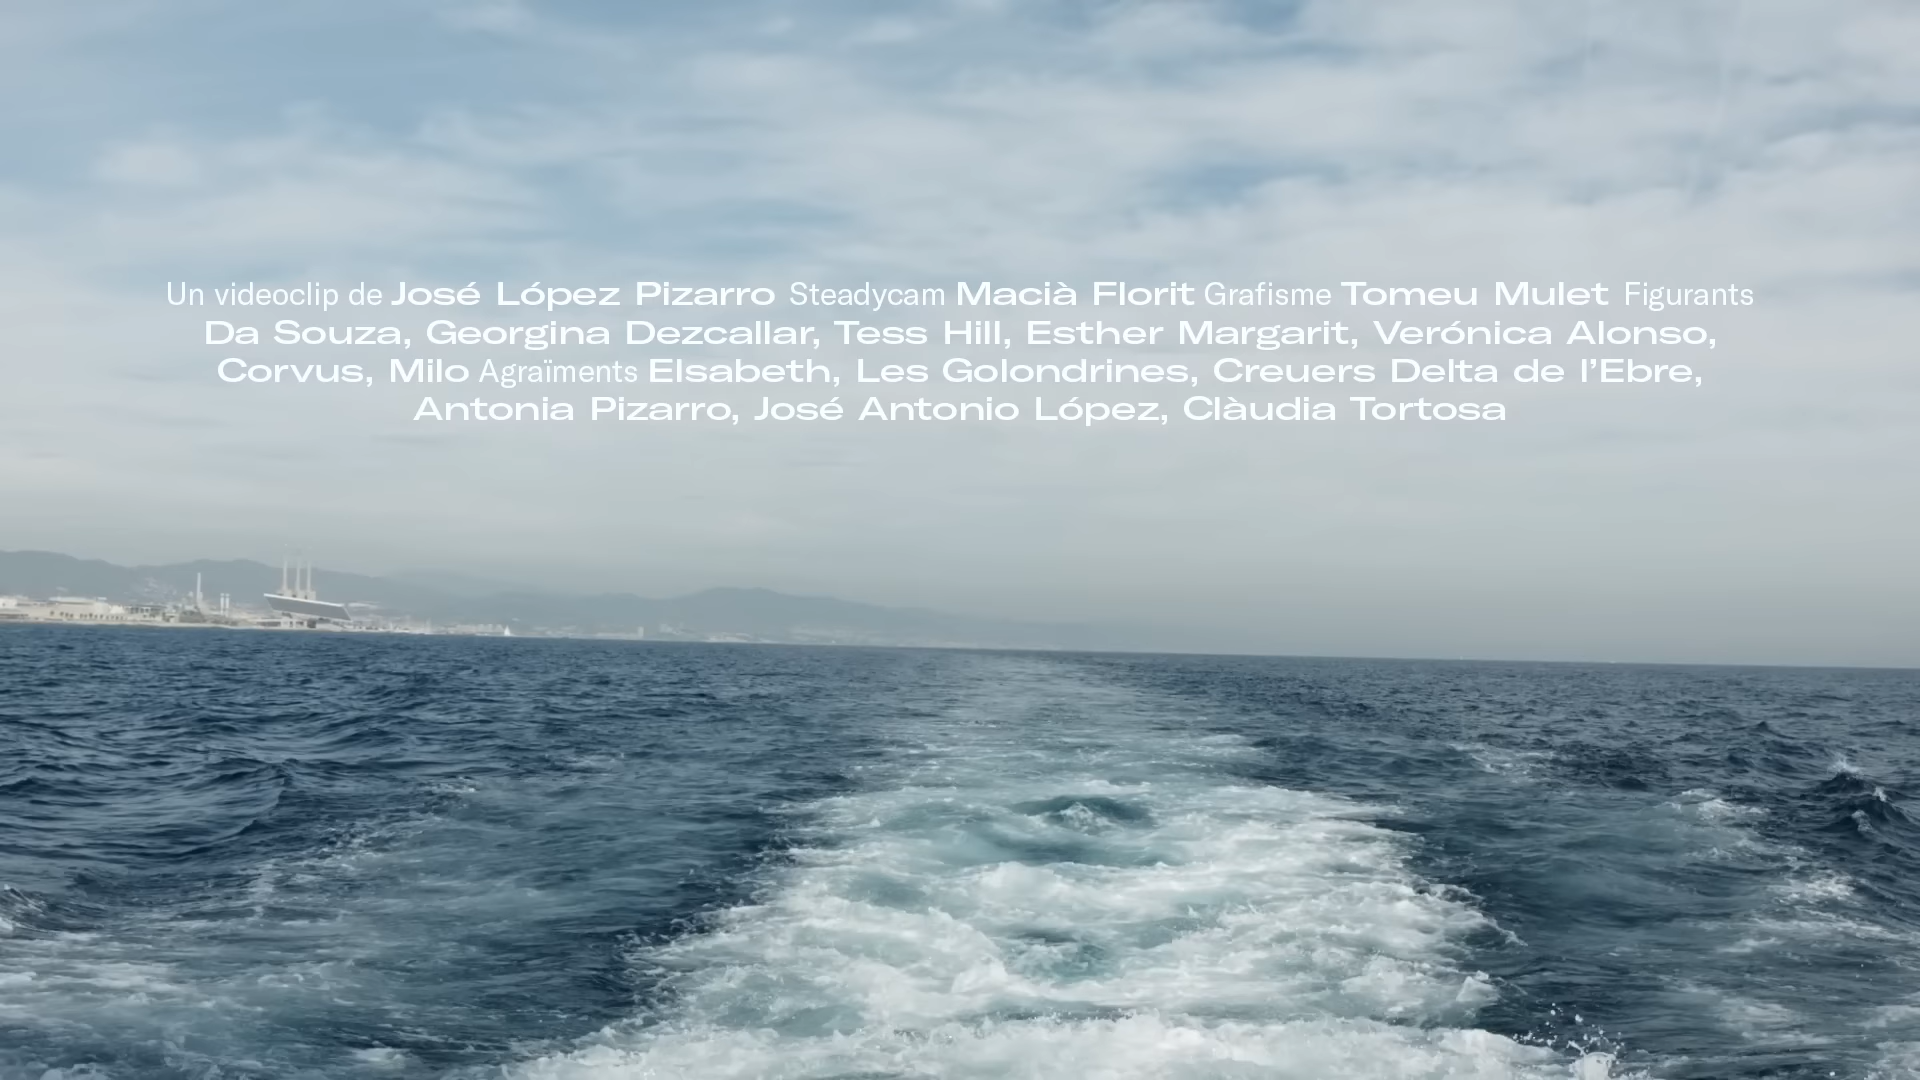 Un videoclip de José López Pizarro Steadycam Macià Florit Grafisme Tomeu Mulet Figurants
Da Souza, Georgina Dezcallar, Tess Hill, Esther Margarit, Verónica Alonso,
Corvus, Milo Agraïments Elsabeth, Les Golondrines, Creuers Delta de l’Ebre,
Antonia Pizarro, José Antonio López, Clàudia Tortosa